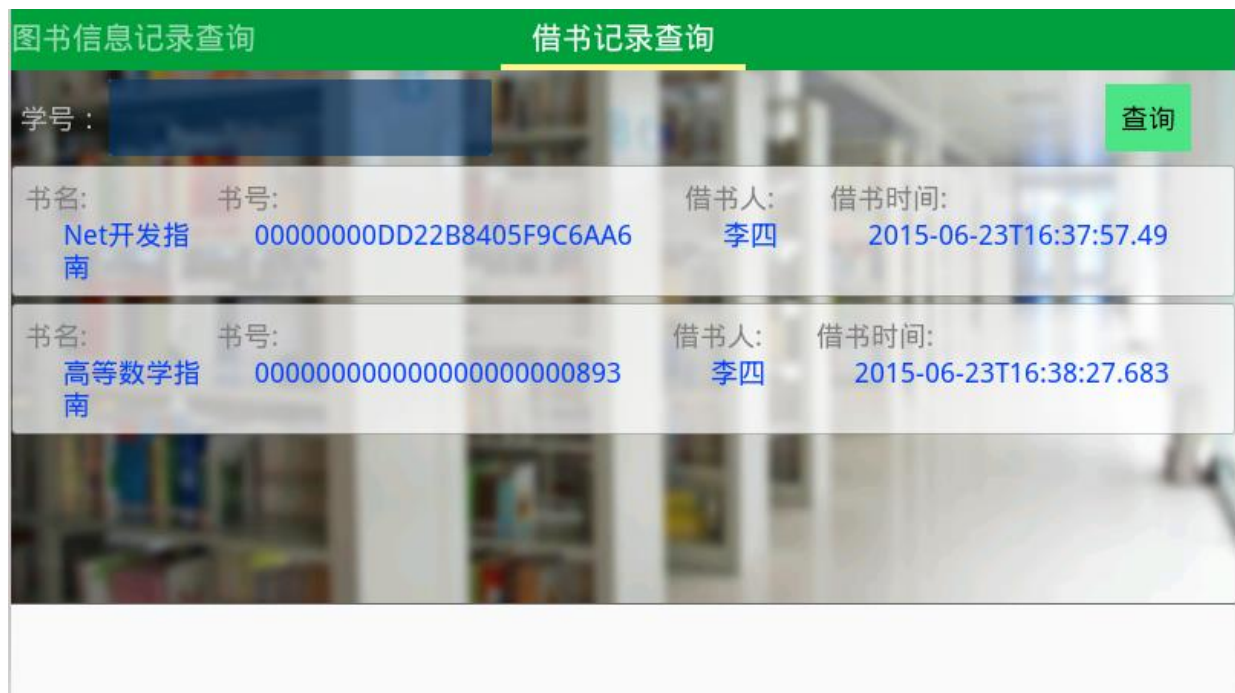 图书信息记录查询 借书记录查询
学号： 查询
书名: 书号: 借书人: 借书时间:
Net开发指 00000000DD22B8405F9C6AA6 李四 2015-06-23T16:37:57.49
南
书名: 书号: 借书人: 借书时间:
高等数学指 000000000000000000000893 李四 2015-06-23T16:38:27.683
南